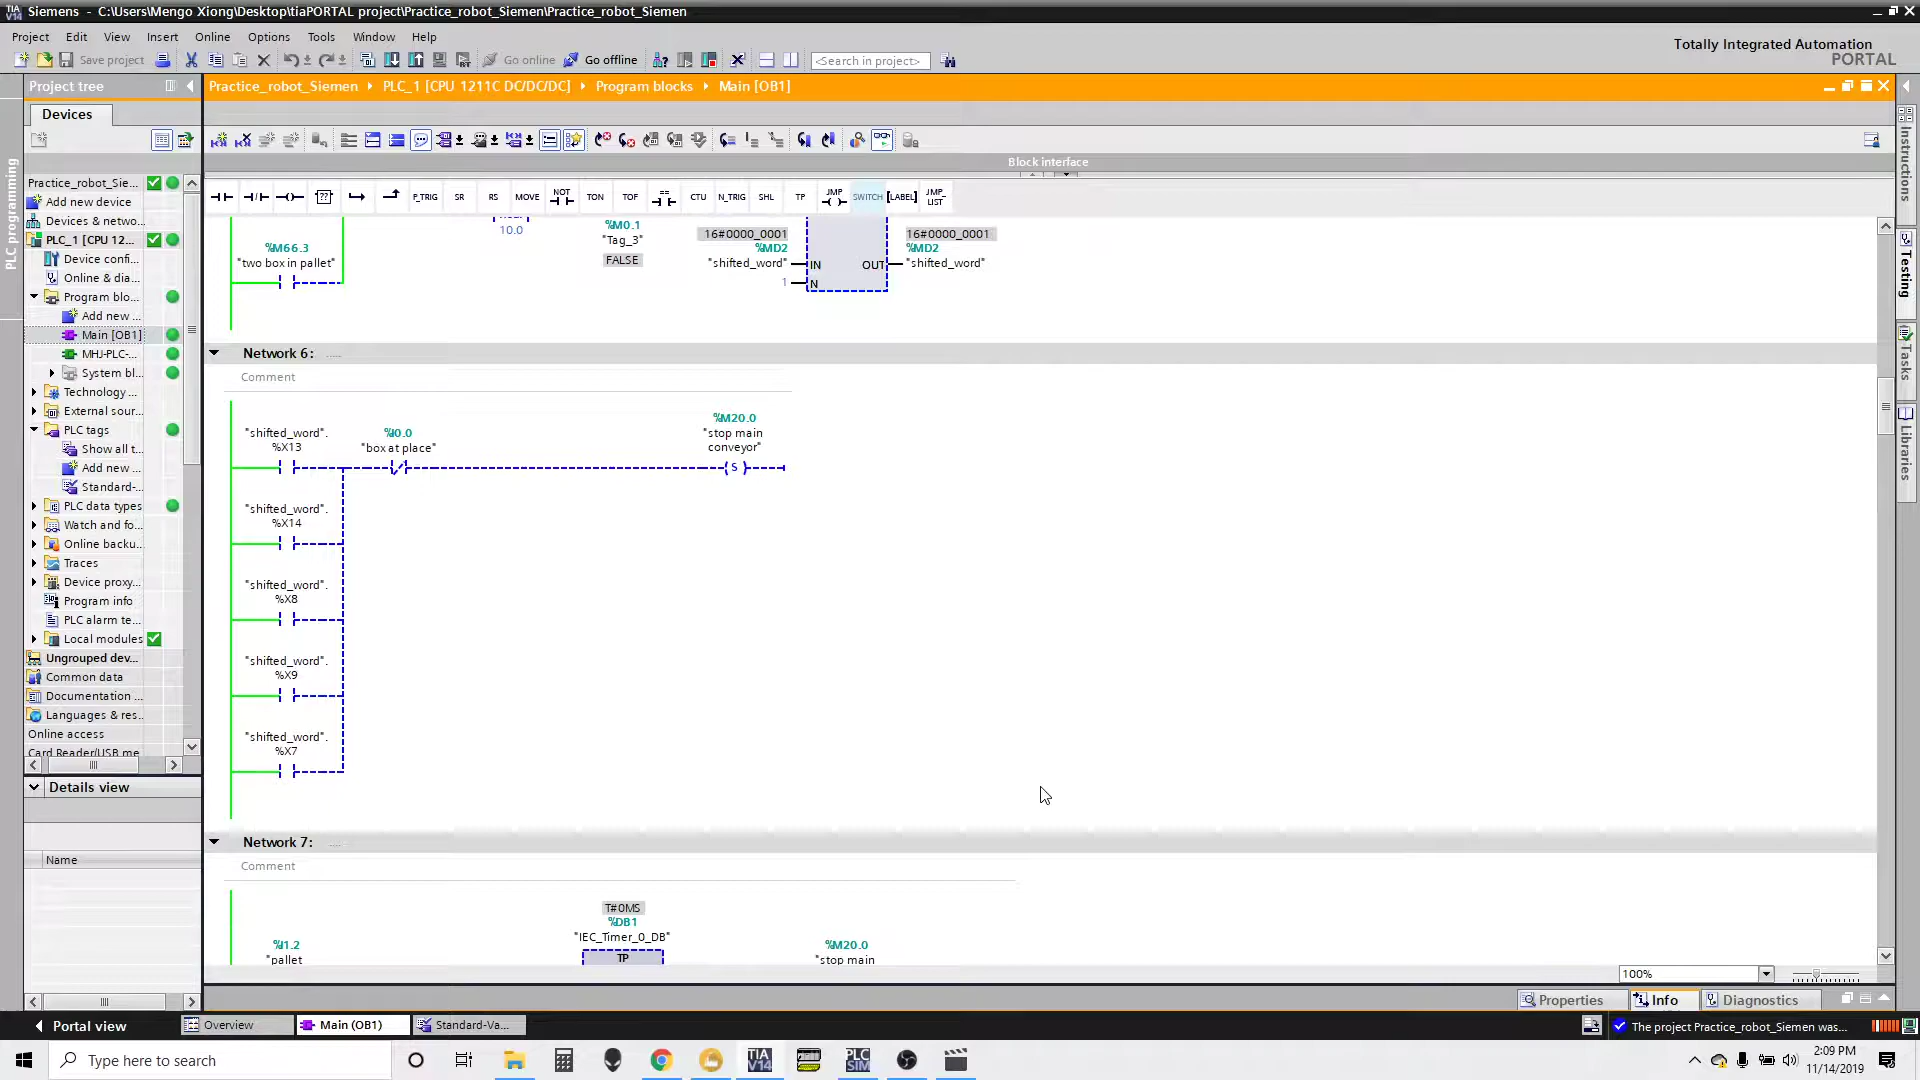 TIA V14 Siemens - C:\Users\Mengo Xiong\Desktop\tiaPORTAL project\Practice_robot_Siemen\Practice_robot_Siemen
Project Edit View Insert Online Options Tools Window Help
Totally Integrated Automation
PORTAL
Save project Go online Go offline <Search in project>
Project tree
Practice_robot_Siemen PLC_1 [CPU 1211C DC/DC/DC] Program blocks Main [OB1]
Devices
PLC programming
Block interface
P_TRIG SR RS MOVE NOT TON TOF == CTU N_TRIG SHL TP JMP SWITCH [LABEL] JMP_LIST
Practice_robot_Sie...
Add new device
Devices & netwo...
PLC_1 [CPU 12...
Device confi...
Online & dia...
Program blo...
Add new ...
Main [OB1]
MHJ-PLC-...
System bl...
Technology ...
External sour...
PLC tags
Show all t...
Add new ...
Standard-...
PLC data types
Watch and fo...
Online backu...
Traces
Device proxy...
Program info
PLC alarm te...
Local modules
Ungrouped dev...
Common data
Documentation ...
Languages & res...
Online access
Card Reader/USB me
Details view
Name
10.0
%M66.3
"two box in pallet"
%M0.1
"Tag_3"
FALSE
16#0000_0001
%MD2
"shifted_word"
IN
1
N
OUT
16#0000_0001
%MD2
"shifted_word"
Network 6: .....
Comment
"shifted_word".
%X13
%I0.0
"box at place"
%M20.0
"stop main
conveyor"
S
"shifted_word".
%X14
"shifted_word".
%X8
"shifted_word".
%X9
"shifted_word".
%X7
Network 7: .....
Comment
%I1.2
"pallet
T#0MS
%DB1
"IEC_Timer_0_DB"
TP
%M20.0
"stop main
100%
Instructions
Testing
Tasks
Libraries
Properties Info Diagnostics
Portal view Overview Main (OB1) Standard-Va...
The project Practice_robot_Siemen was...
Type here to search
TIA V14
PLC SIM
2:09 PM
11/14/2019